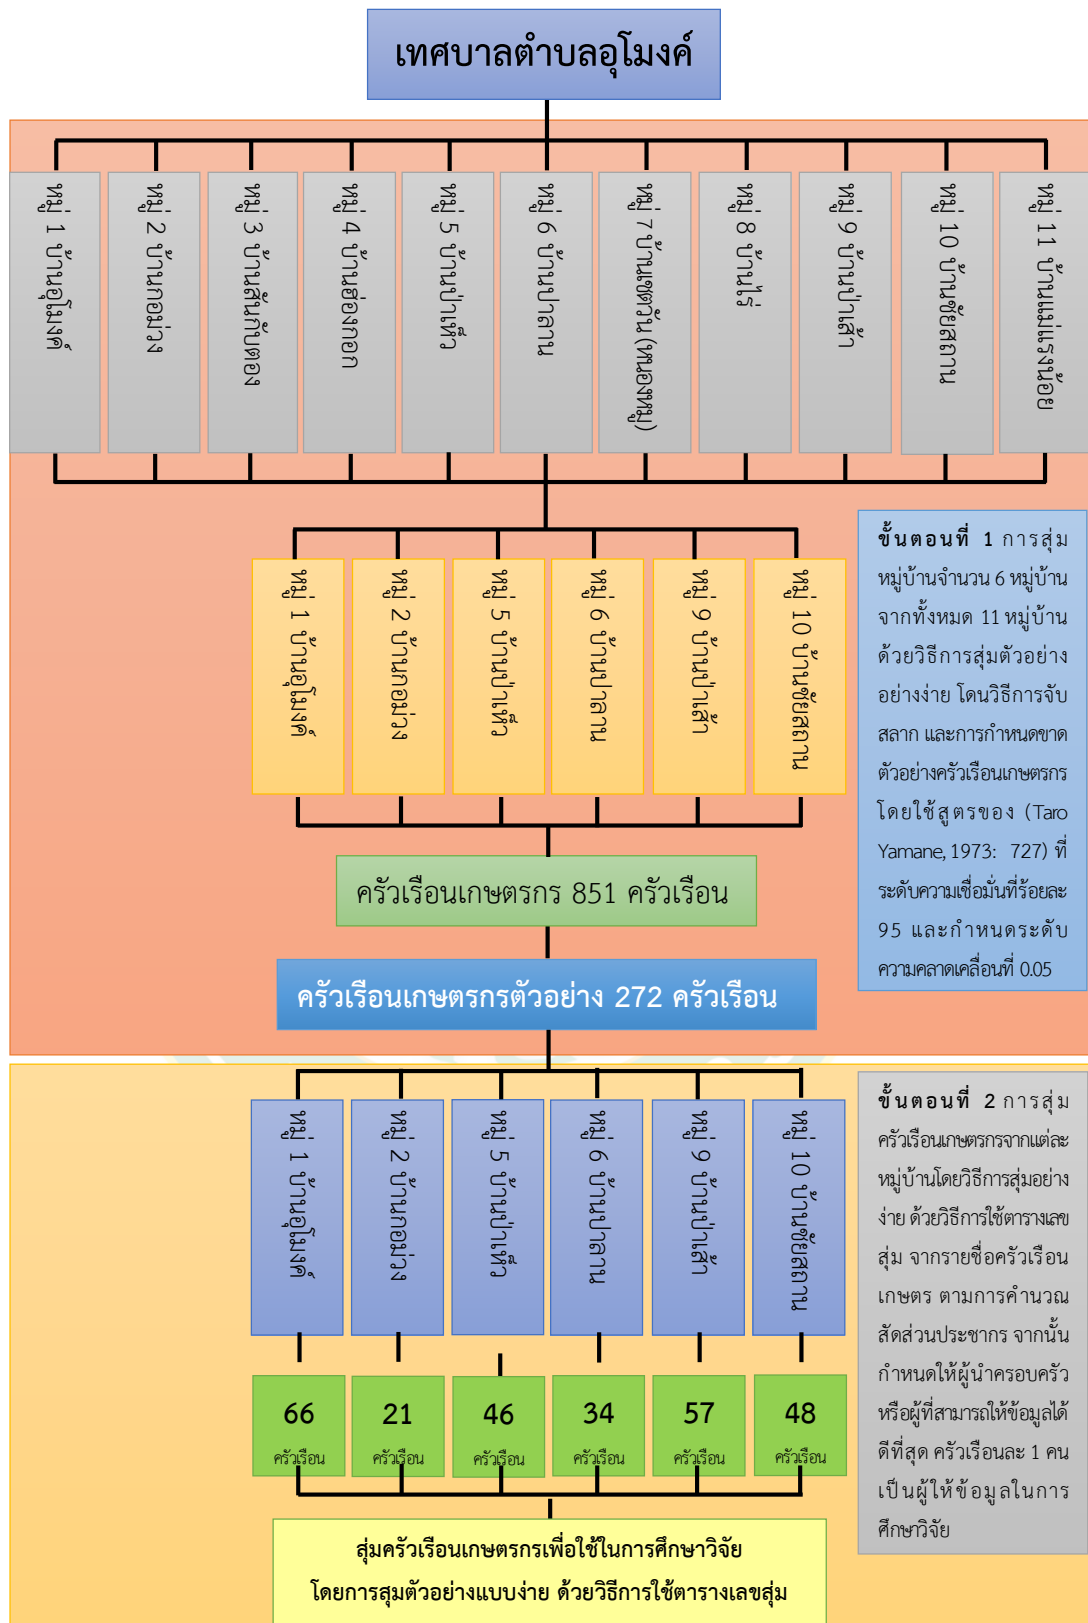 เทศบาลตำบลอุโมงค์
หมู่ 1 บ้านอุโมงค์
หมู่ 2 บ้านกอม่วง
หมู่ 3 บ้านสันกับตอง
หมู่ 4 บ้านฮ่องกอก
หมู่ 5 บ้านป่าเห็ว
หมู่ 6 บ้านปาลาน
หมู่ 7 บ้านเชตวัน (หนองหมู)
หมู่ 8 บ้านไร่
หมู่ 9 บ้านป่าเส้า
หมู่ 10 บ้านชัยสถาน
หมู่ 11 บ้านแม่แรงน้อย
หมู่ 1 บ้านอุโมงค์
หมู่ 2 บ้านกอม่วง
หมู่ 5 บ้านป่าเห็ว
หมู่ 6 บ้านปาลาน
หมู่ 9 บ้านป่าเส้า
หมู่ 10 บ้านชัยสถาน
ขั้นตอนที่ 1 การสุ่ม
หมู่บ้านจำนวน 6 หมู่บ้าน
จากทั้งหมด 11 หมู่บ้าน
ด้วยวิธีการสุ่มตัวอย่าง
อย่างง่าย โดนวิธีการจับ
สลาก และการกำหนดขาด
ตัวอย่างครัวเรือนเกษตรกร
โดยใช้สูตรของ (Taro
Yamane, 1973: 727) ที่
ระดับความเชื่อมั่นที่ร้อยละ
95 และกำหนดระดับ
ความคลาดเคลื่อนที่ 0.05
ครัวเรือนเกษตรกร 851 ครัวเรือน
ครัวเรือนเกษตรกรตัวอย่าง 272 ครัวเรือน
หมู่ 1 บ้านอุโมงค์
หมู่ 2 บ้านกอม่วง
หมู่ 5 บ้านป่าเห็ว
หมู่ 6 บ้านปาลาน
หมู่ 9 บ้านป่าเส้า
หมู่ 10 บ้านชัยสถาน
ขั้นตอนที่ 2 การสุ่ม
ครัวเรือนเกษตรกรจากแต่ละ
หมู่บ้านโดยวิธีการสุ่มอย่าง
ง่าย ด้วยวิธีการใช้ตารางเลข
สุ่ม จากรายชื่อครัวเรือน
เกษตร ตามการคำนวณ
สัดส่วนประชากร จากนั้น
กำหนดให้ผู้นำครอบครัว
หรือผู้ที่สามารถให้ข้อมูลได้
ดีที่สุด ครัวเรือนละ 1 คน
เป็นผู้ให้ข้อมูลในการ
ศึกษาวิจัย
66
ครัวเรือน
21
ครัวเรือน
46
ครัวเรือน
34
ครัวเรือน
57
ครัวเรือน
48
ครัวเรือน
สุ่มครัวเรือนเกษตรกรเพื่อใช้ในการศึกษาวิจัย
โดยการสุมตัวอย่างแบบง่าย ด้วยวิธีการใช้ตารางเลขสุ่ม